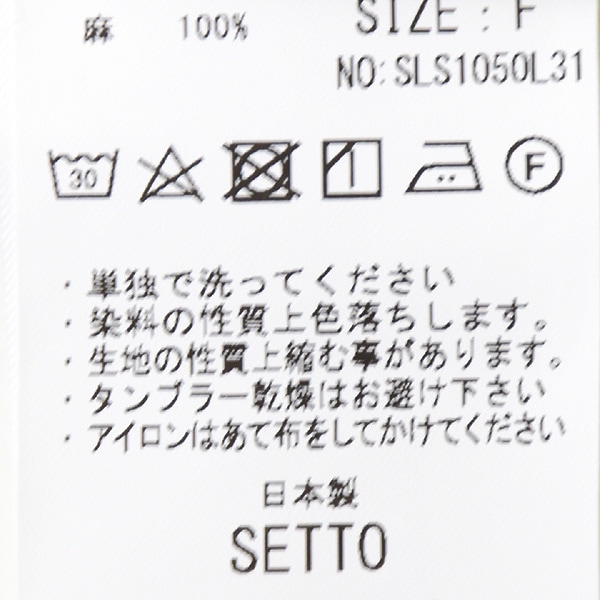 麻 100% SIZE: F
NO:SLS1050L31
30 F
・単独で洗ってください
・染料の性質上色落ちします。
・生地の性質上縮む事があります。
・タンブラー乾燥はお避け下さい
・アイロンはあて布をしてかけてください
日本製
SETTO